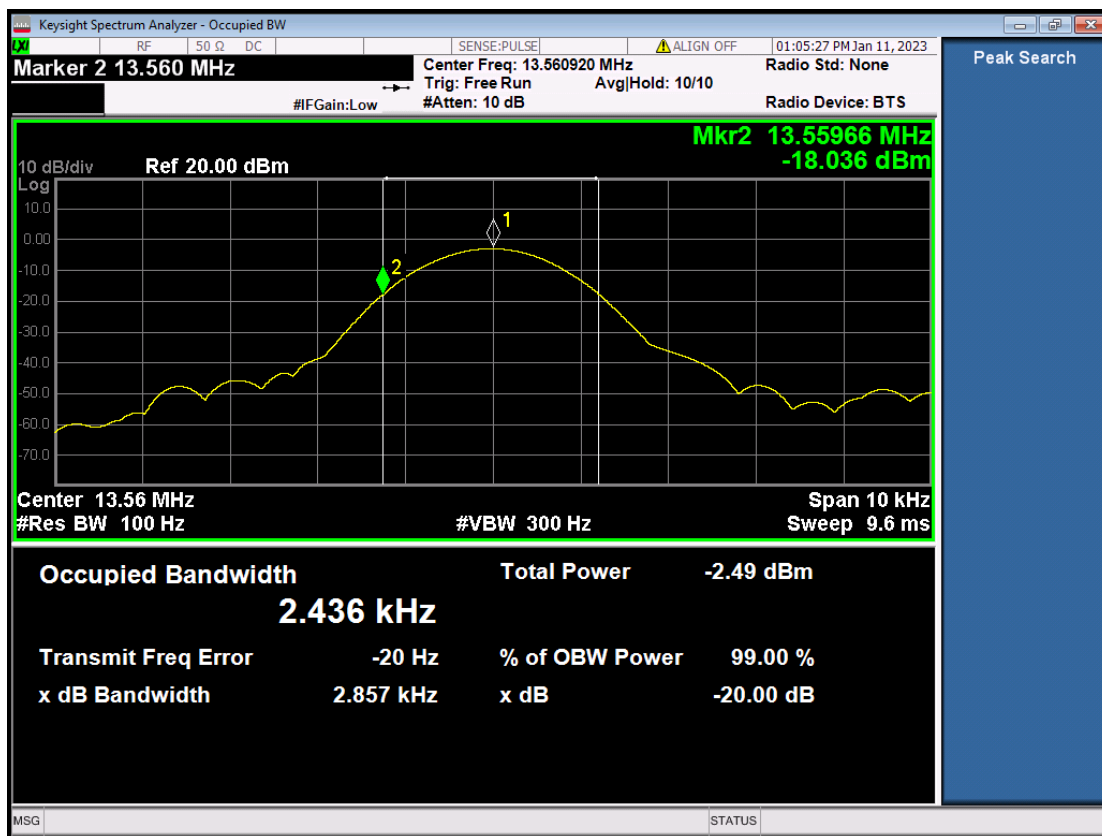 Keysight Spectrum Analyzer - Occupied BW
LXI RF 50 Ω DC SENSE:PULSE ALIGN OFF 01:05:27 PM Jan 11, 2023
Marker 2 13.560 MHz Center Freq: 13.560920 MHz Radio Std: None
Trig: Free Run Avg|Hold: 10/10
#IFGain:Low #Atten: 10 dB Radio Device: BTS
Peak Search
Mkr2 13.55966 MHz
10 dB/div Ref 20.00 dBm -18.036 dBm
Log
10.0
0.00
-10.0
-20.0
-30.0
-40.0
-50.0
-60.0
-70.0
1
2
Center 13.56 MHz Span 10 kHz
#Res BW 100 Hz #VBW 300 Hz Sweep 9.6 ms
Occupied Bandwidth Total Power -2.49 dBm
2.436 kHz
Transmit Freq Error -20 Hz % of OBW Power 99.00 %
x dB Bandwidth 2.857 kHz x dB -20.00 dB
MSG STATUS